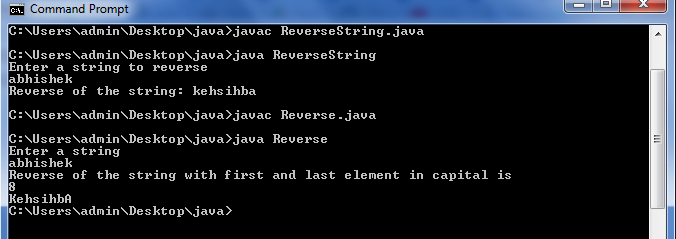 Command Prompt
C:\Users\admin\Desktop\java>javac ReverseString.java
C:\Users\admin\Desktop\java>java ReverseString
Enter a string to reverse
abhishek
Reverse of the string: kehsihba
C:\Users\admin\Desktop\java>javac Reverse.java
C:\Users\admin\Desktop\java>java Reverse
Enter a string
abhishek
Reverse of the string with first and last element in capital is
8
KehsihbA
C:\Users\admin\Desktop\java>